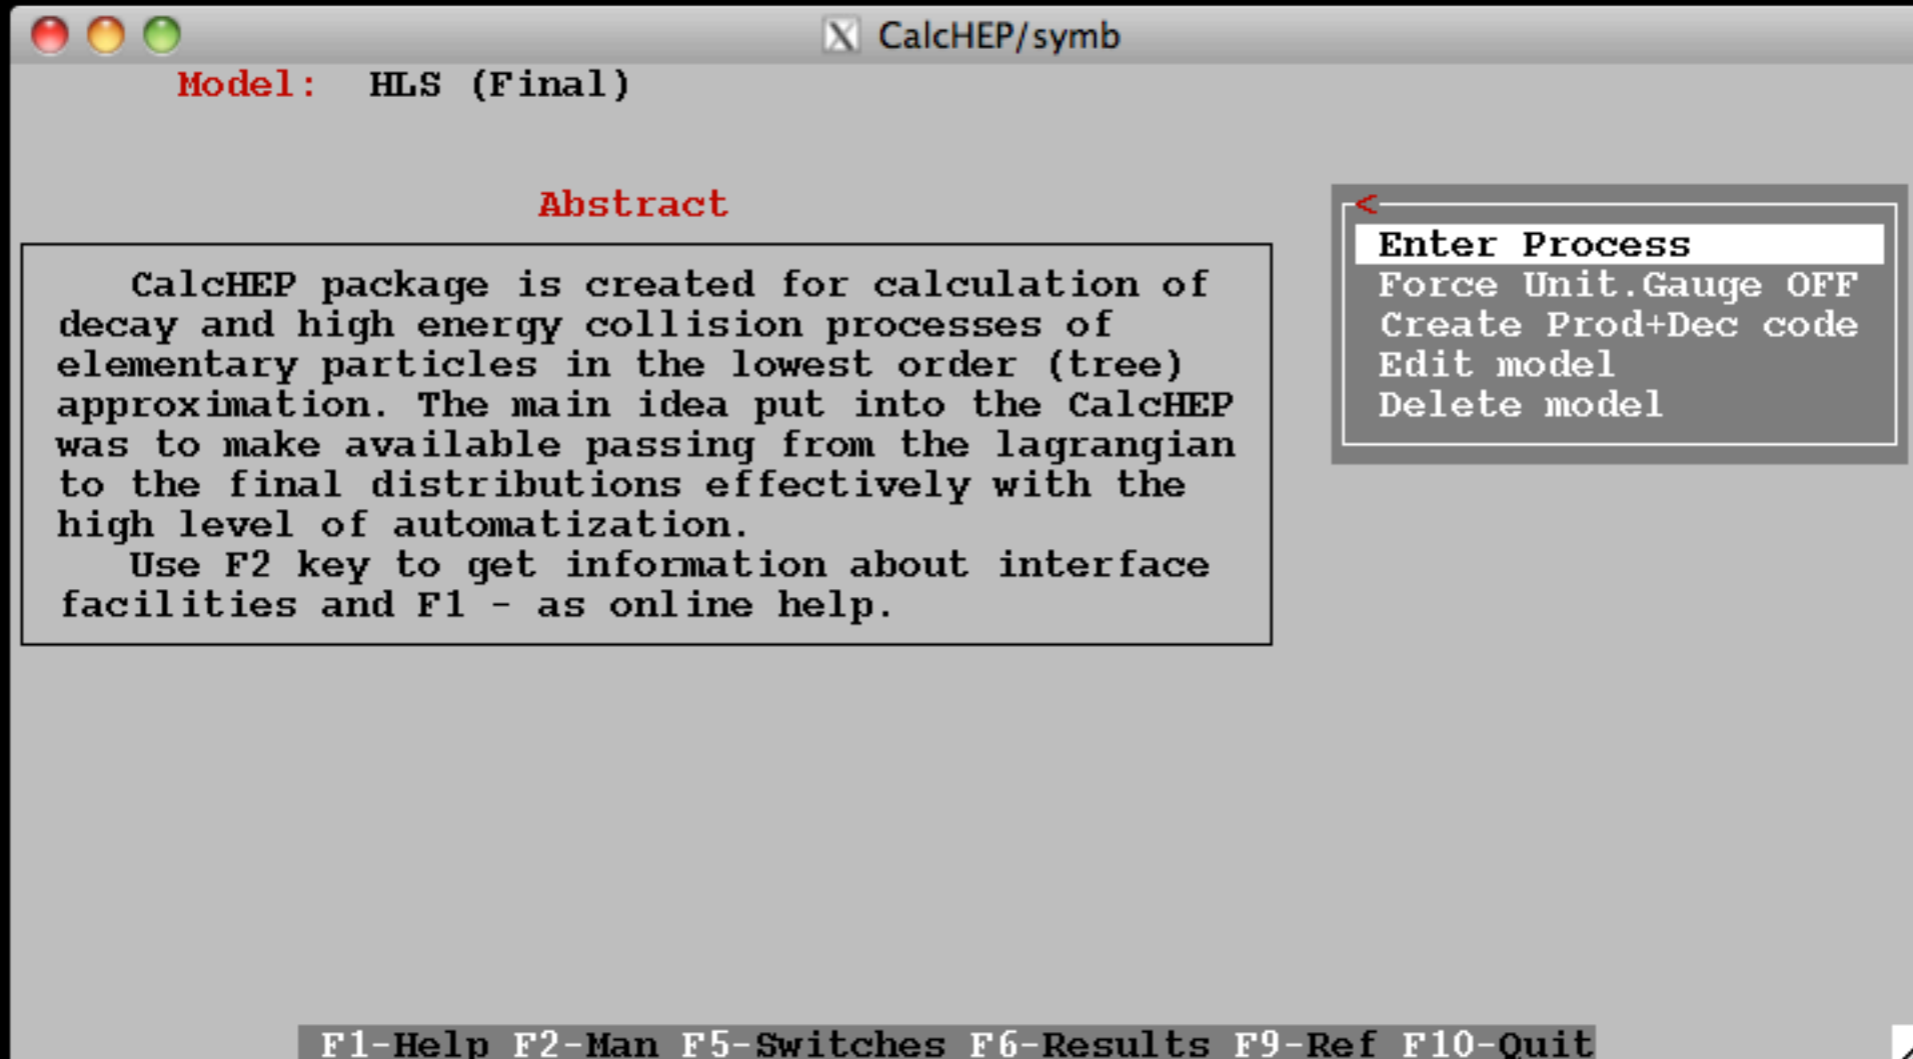 CalcHEP/symb
Model: HLS (Final)
Abstract
CalcHEP package is created for calculation of
decay and high energy collision processes of
elementary particles in the lowest order (tree)
approximation. The main idea put into the CalcHEP
was to make available passing from the lagrangian
to the final distributions effectively with the
high level of automatization.
Use F2 key to get information about interface
facilities and F1 - as online help.
<
Enter Process
Force Unit.Gauge OFF
Create Prod+Dec code
Edit model
Delete model
F1-Help F2-Man F5-Switches F6-Results F9-Ref F10-Quit